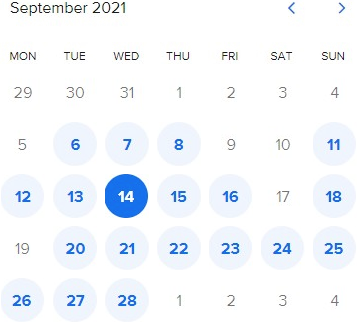 September 2021
MON TUE WED THU FRI SAT SUN
29 30 31 1 2 3 4
5 6 7 8 9 10 11
12 13 14 15 16 17 18
19 20 21 22 23 24 25
26 27 28 1 2 3 4